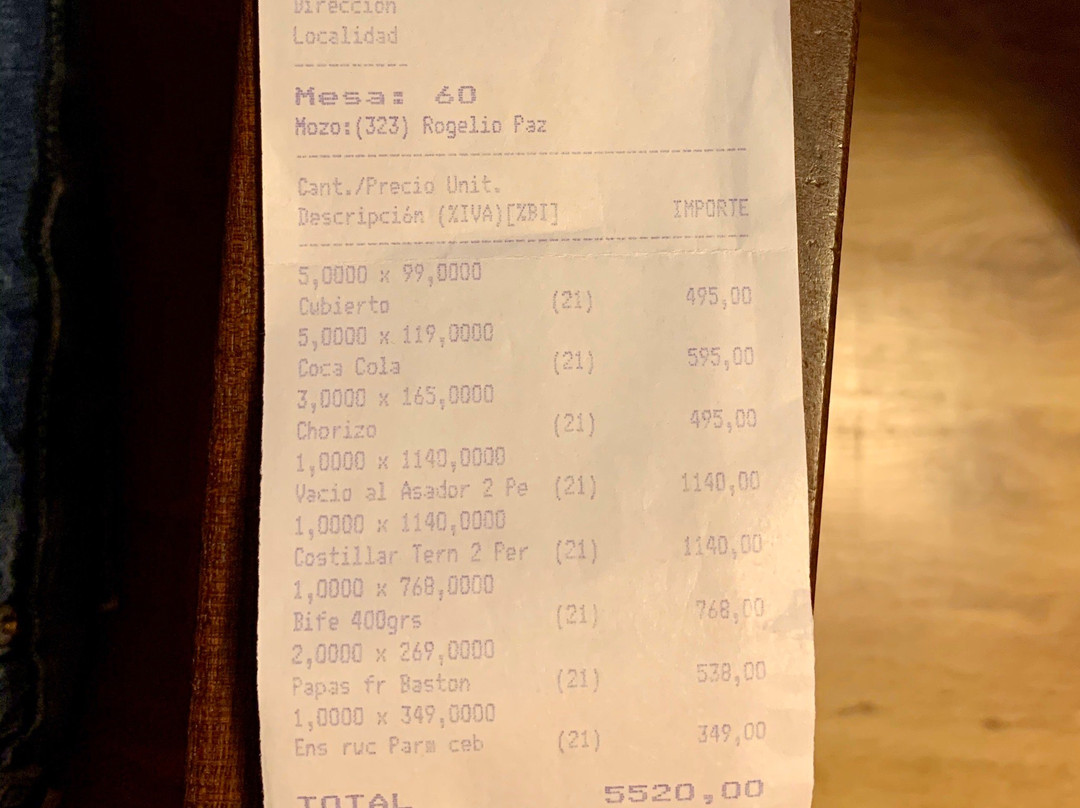 Dirección
Localidad
Mesa: 60
Mozo:(323) Rogelio Paz
Cant./Precio Unit.
Descripción (%IVA)[%BI] IMPORTE
5,0000 x 99,0000
Cubierto (21) 495,00
5,0000 x 119,0000
Coca Cola (21) 595,00
3,0000 x 165,0000
Chorizo (21) 495,00
1,0000 x 1140,0000
Vacio al Asador 2 Pe (21) 1140,00
1,0000 x 1140,0000
Costillar Tern 2 Per (21) 1140,00
1,0000 x 768,0000
Bife 400grs (21) 768,00
2,0000 x 269,0000
Papas fr Baston (21) 538,00
1,0000 x 349,0000
Ens ruc Parm ceb (21) 349,00
TOTAL 5520,00